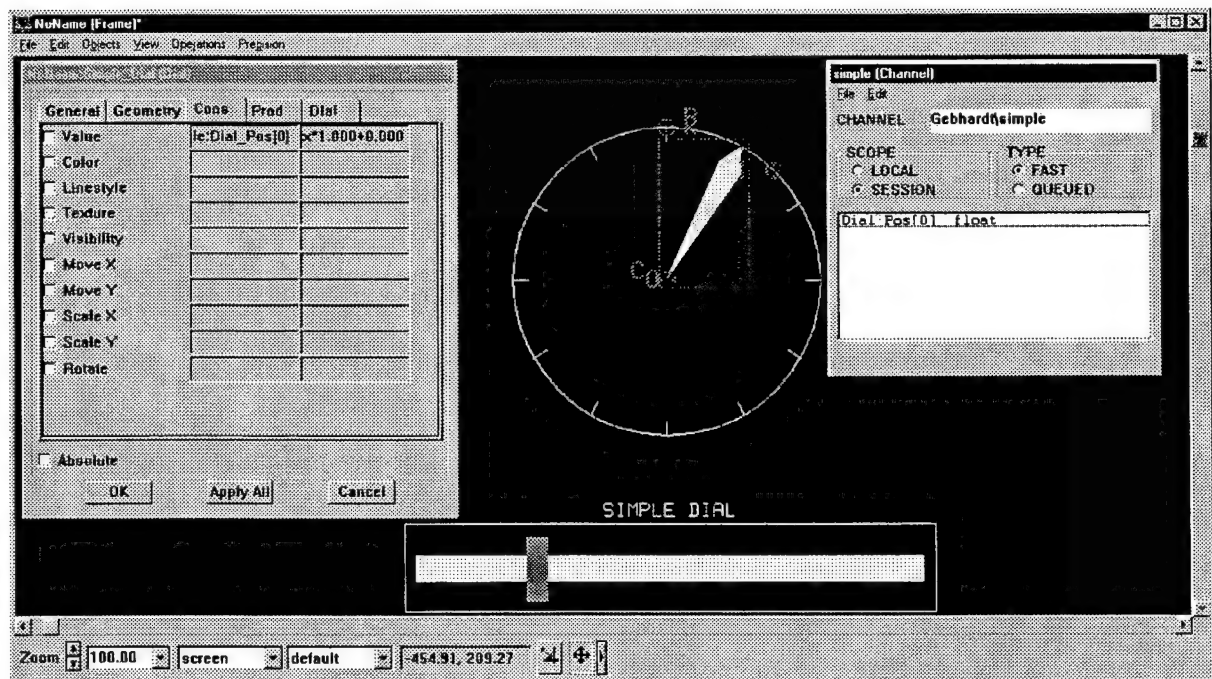 NoName [Frame]*
File Edit Objects View Operations Precision
General Geometry Cons Prod Dial
Value le:Dial_Pos[0] x*1.000+0.000
Color
Linestyle
Texture
Visibility
Move X
Move Y
Scale X
Scale Y
Rotate
Absolute
OK Apply All Cancel
simple (Channel)
File Edit
CHANNEL Gebhardt\simple
SCOPE TYPE
LOCAL FAST
SESSION QUEUED
Dial Pos[0] float
SIMPLE DIAL
Zoom 100.00 screen default -454.91, 209.27